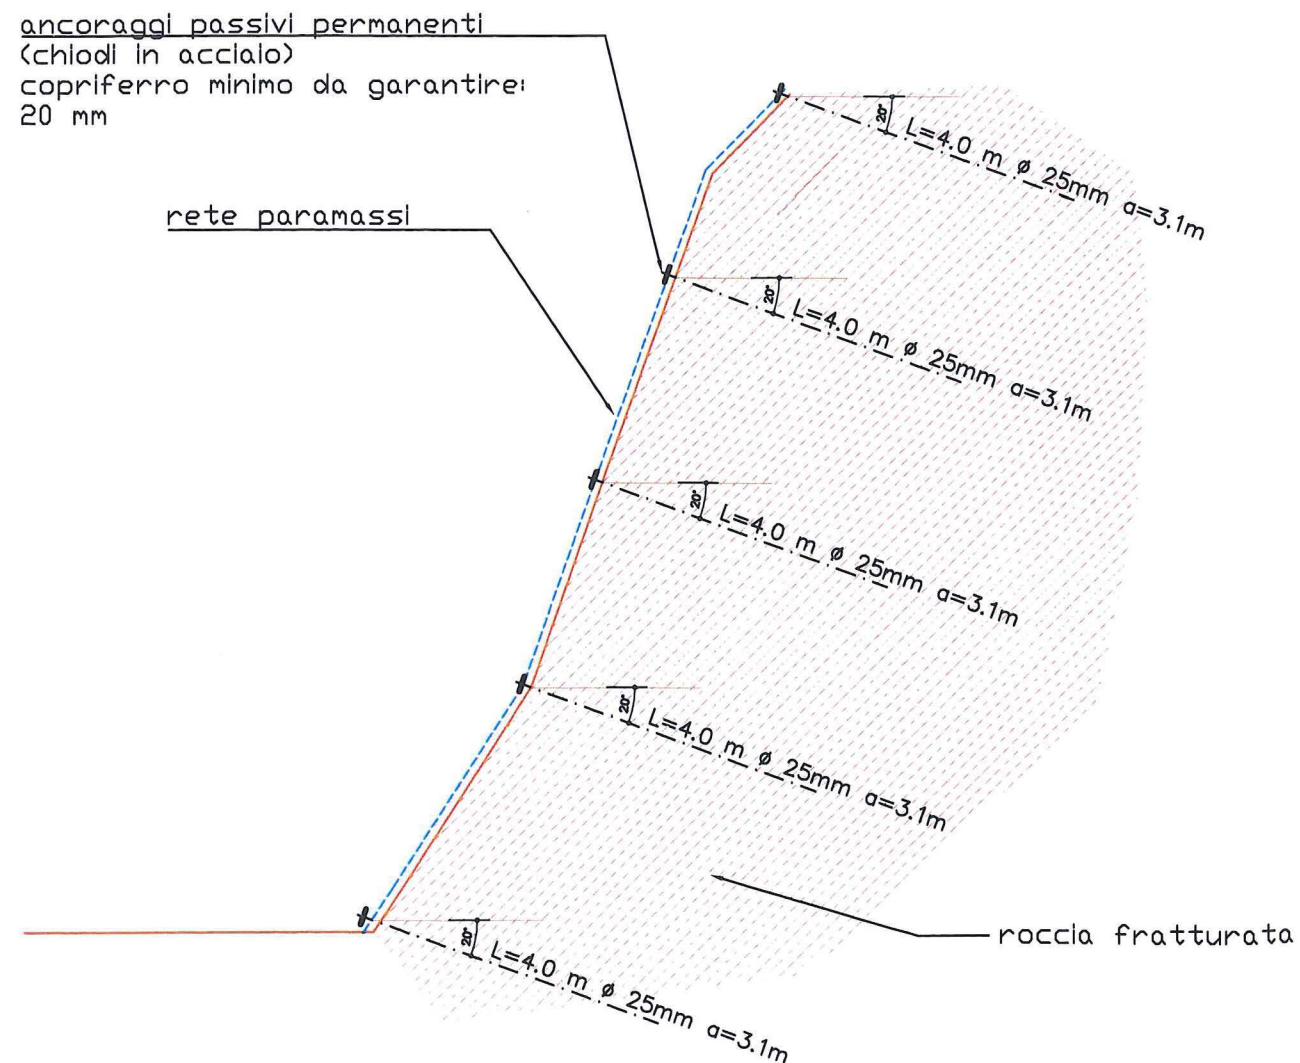 ancoraggi passivi permanenti
(chiodi in acciaio)
copriferro minimo da garantire:
20 mm
20°
L=4.0 m ø 25mm a=3.1m
rete paramassi
20°
L=4.0 m ø 25mm a=3.1m
20°
L=4.0 m ø 25mm a=3.1m
20°
L=4.0 m ø 25mm a=3.1m
roccia fratturata
20°
L=4.0 m ø 25mm a=3.1m